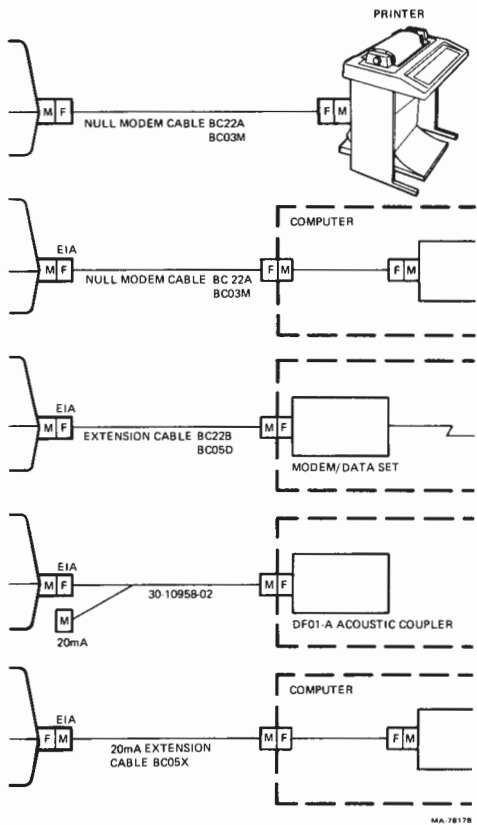 PRINTER
M F
F M
NULL MODEM CABLE BC22A
BC03M
COMPUTER
EIA
M F
F M
F M
NULL MODEM CABLE BC 22A
BC03M
EIA
M F
M F
EXTENSION CABLE BC22B
BC05D
MODEM/DATA SET
EIA
M F
M F
30-10958-02
M
20mA
DF01-A ACOUSTIC COUPLER
COMPUTER
EIA
F M
M F
F M
20mA EXTENSION
CABLE BC05X
MA-7817B